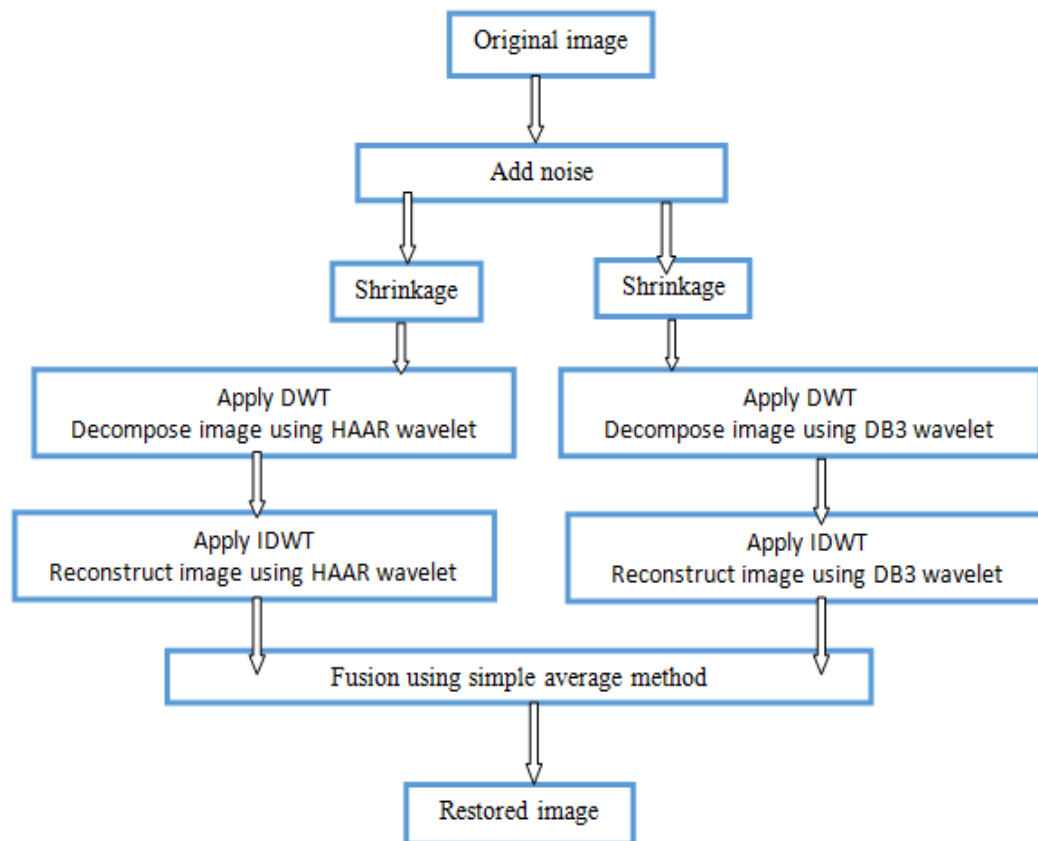 Original image
Add noise
Shrinkage
Shrinkage
Apply DWT
Decompose image using HAAR wavelet
Apply DWT
Decompose image using DB3 wavelet
Apply IDWT
Reconstruct image using HAAR wavelet
Apply IDWT
Reconstruct image using DB3 wavelet
Fusion using simple average method
Restored image